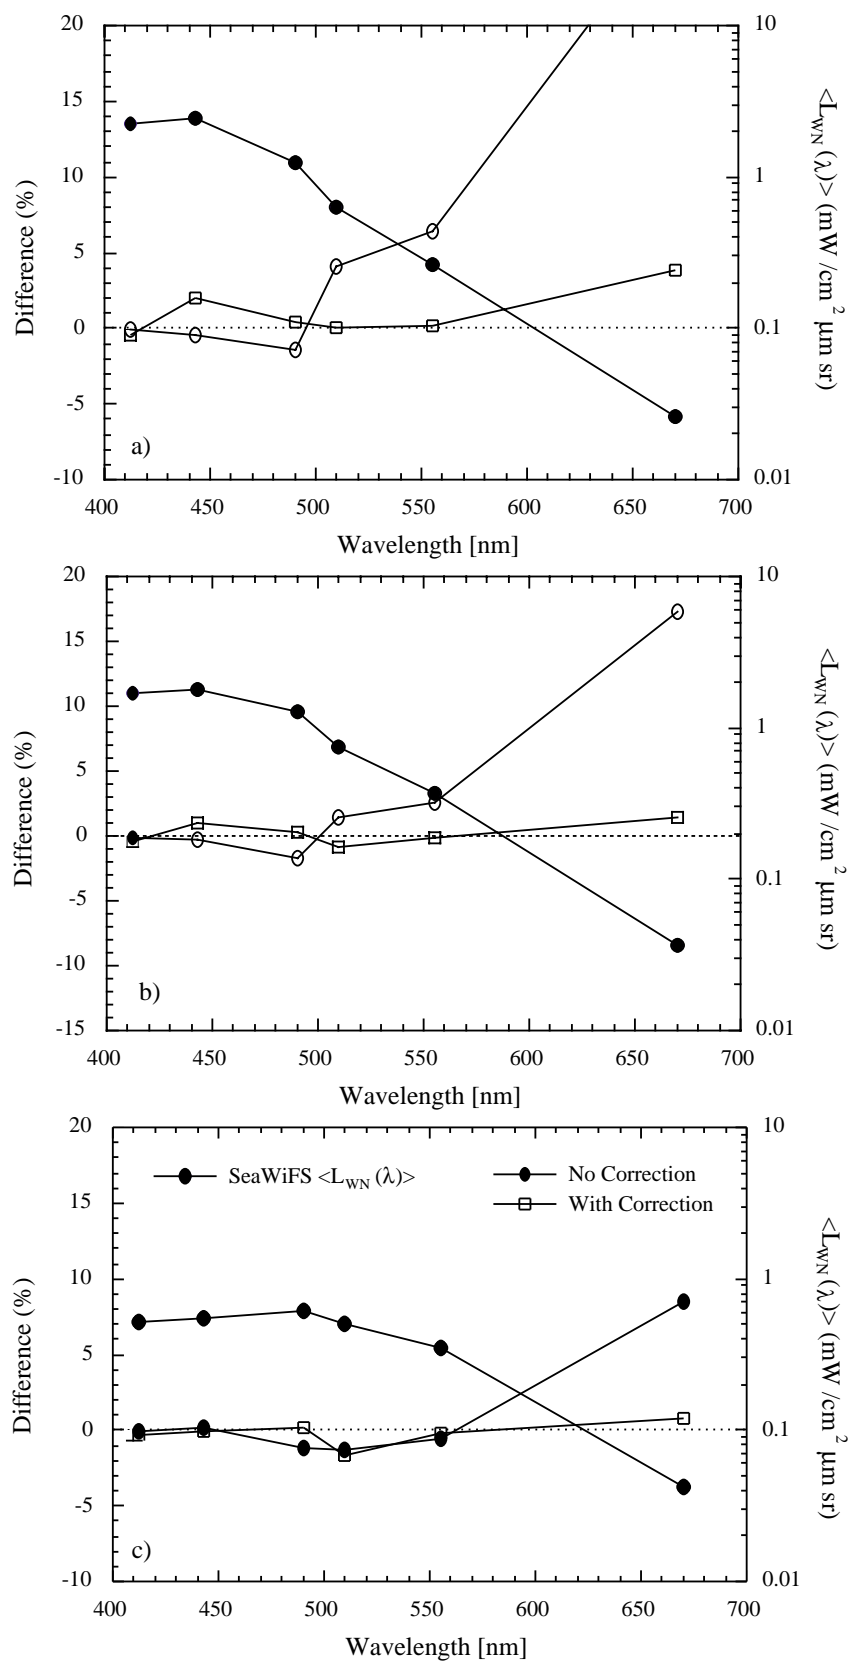 20
15
10
5
0
-5
-10
10
1
0.1
0.01
400 450 500 550 600 650 700
Difference (%)
<L_WN (λ)> (mW /cm² μm sr)
a)
Wavelength [nm]
20
15
10
5
0
-5
-10
-15
10
1
0.1
0.01
400 450 500 550 600 650 700
Difference (%)
<L_WN (λ)> (mW /cm² μm sr)
b)
Wavelength [nm]
20
15
10
5
0
-5
-10
10
1
0.1
0.01
400 450 500 550 600 650 700
Difference (%)
<L_WN (λ)> (mW /cm² μm sr)
SeaWiFS <L_WN (λ)>
No Correction
With Correction
c)
Wavelength [nm]